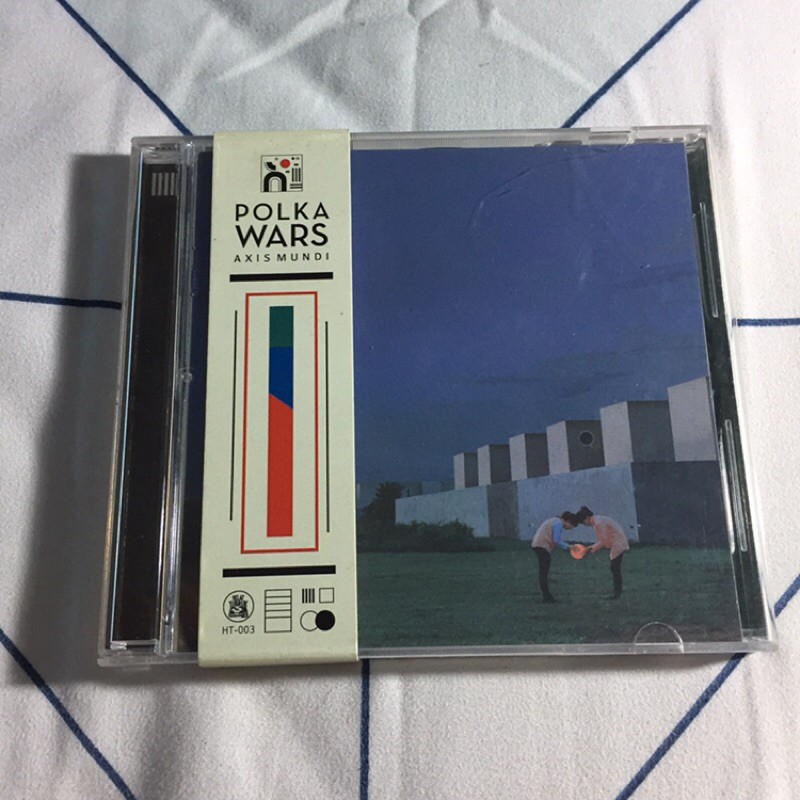 POLKA
WARS
AXIS MUNDI
HT-003